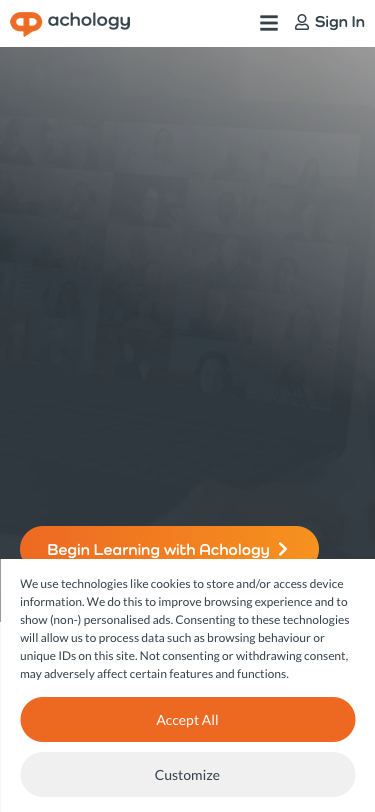 achology
Sign In
Begin Learning with Achology
We use technologies like cookies to store and/or access device
information. We do this to improve browsing experience and to
show (non-) personalised ads. Consenting to these technologies
will allow us to process data such as browsing behaviour or
unique IDs on this site. Not consenting or withdrawing consent,
may adversely affect certain features and functions.
Accept All
Customize